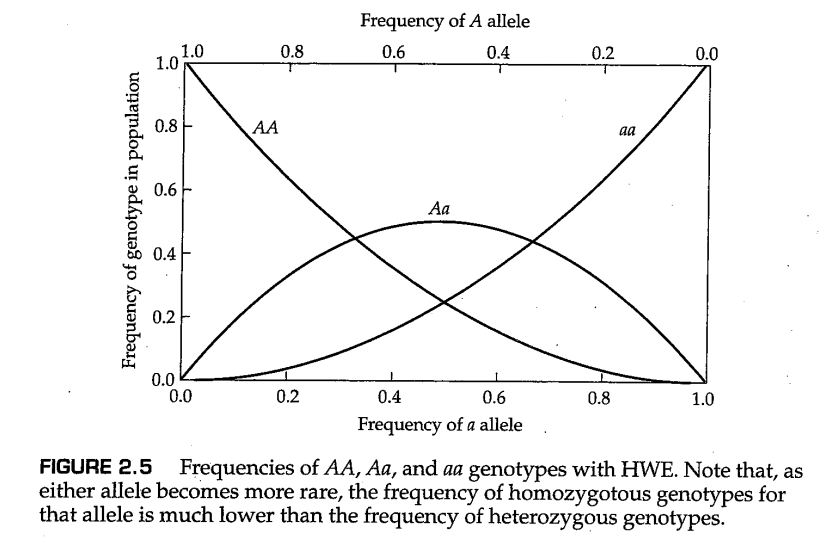 Frequency of A allele
1.0 0.8 0.6 0.4 0.2 0.0
1.0
0.8
0.6
0.4
0.2
0.0
Frequency of genotype in population
AA
Aa
aa
0.0 0.2 0.4 0.6 0.8 1.0
Frequency of a allele
FIGURE 2.5 Frequencies of AA, Aa, and aa genotypes with HWE. Note that, as
either allele becomes more rare, the frequency of homozygotous genotypes for
that allele is much lower than the frequency of heterozygous genotypes.